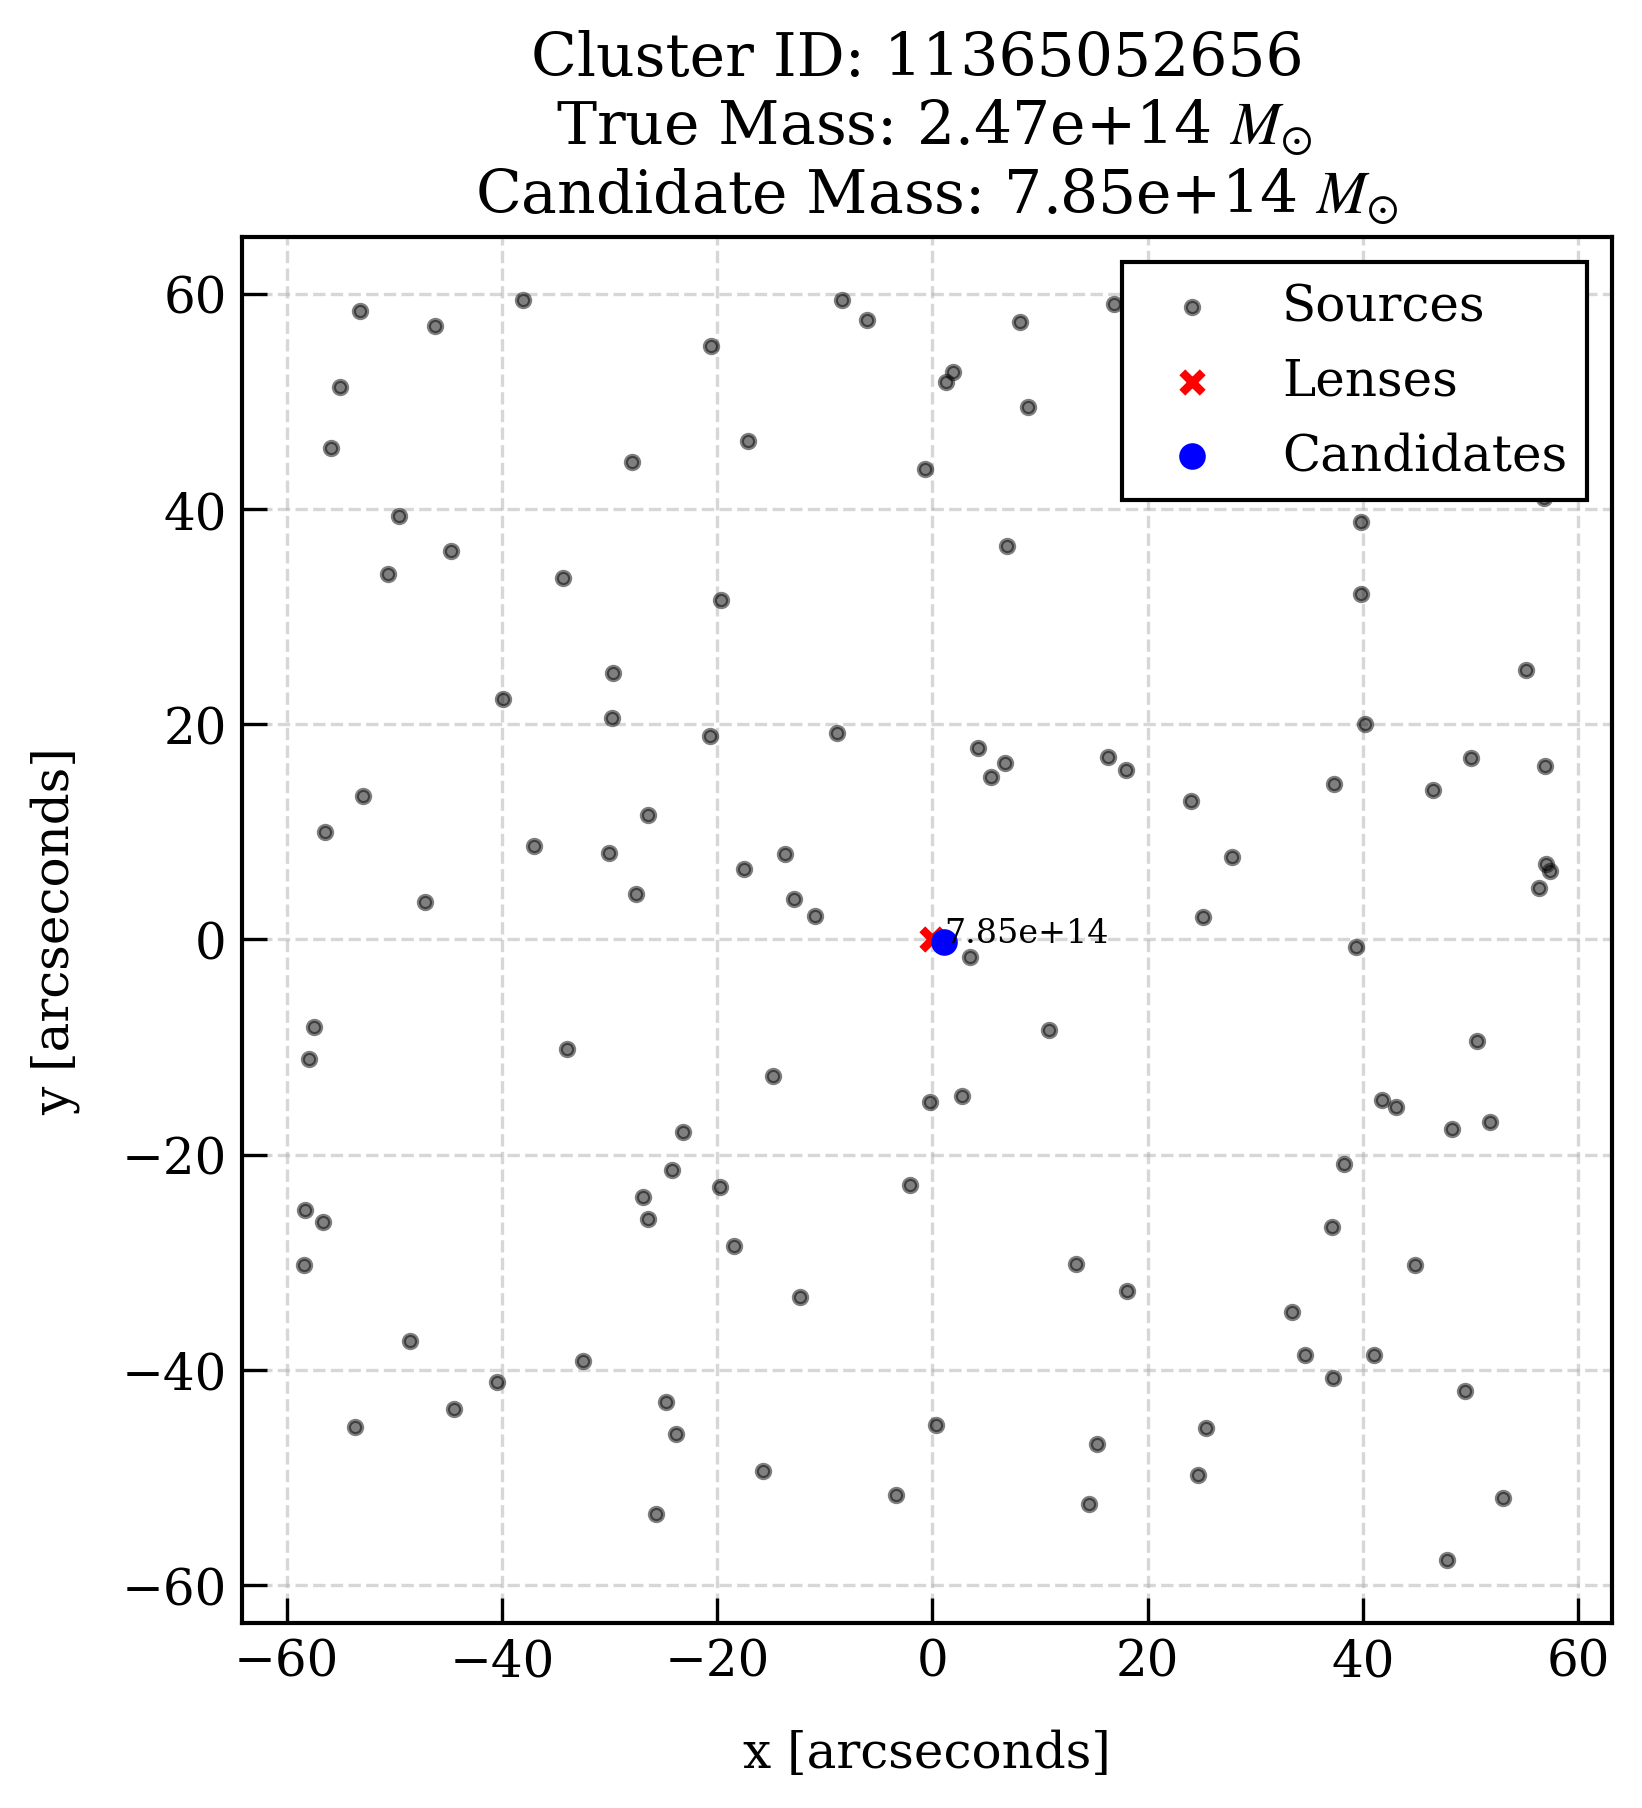 Cluster ID: 11365052656
True Mass: 2.47e+14 M⊙
Candidate Mass: 7.85e+14 M⊙
Sources
Lenses
Candidates
60
40
20
0
−20
−40
−60
y [arcseconds]
7.85e+14
−60 −40 −20 0 20 40 60
x [arcseconds]